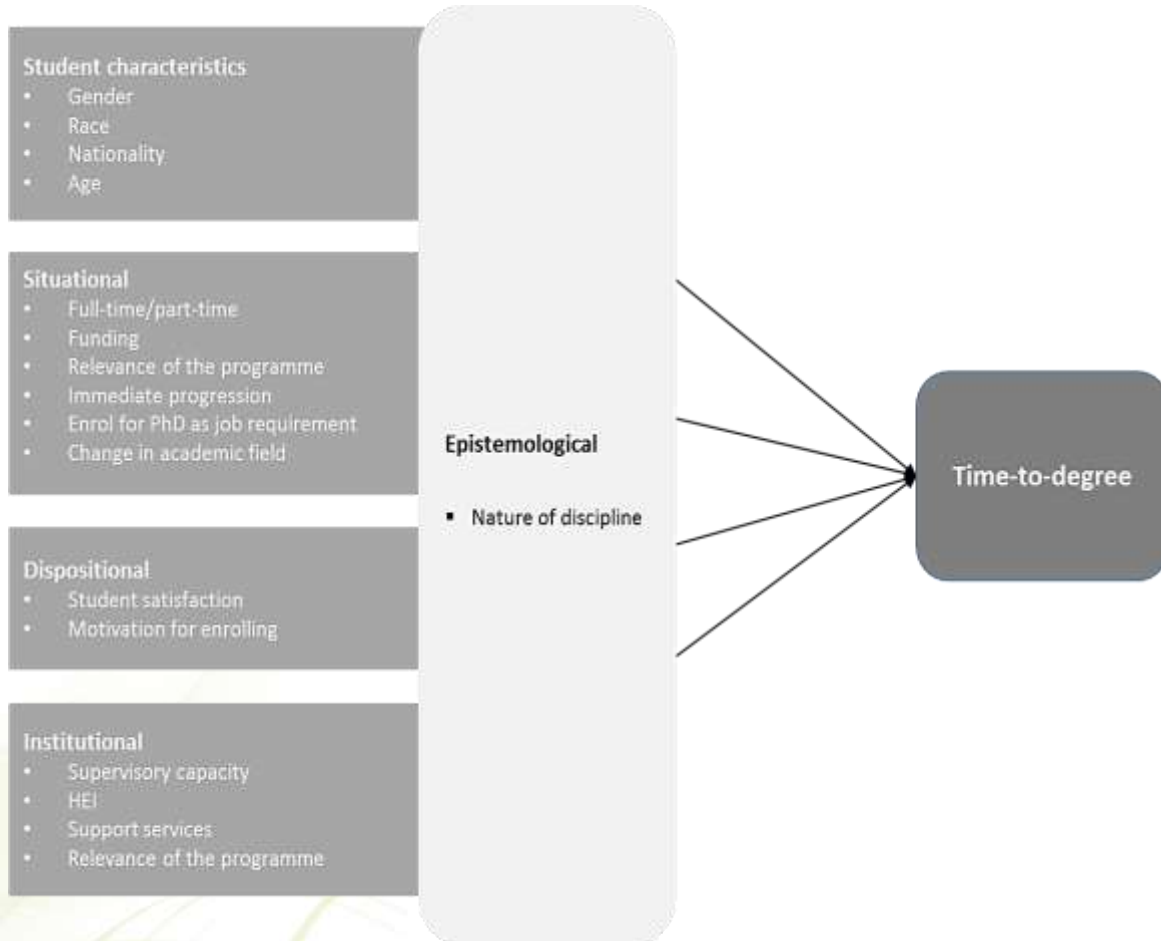 Student characteristics
• Gender
• Race
• Nationality
• Age
Situational
• Full-time/part-time
• Funding
• Relevance of the programme
• Immediate progression
• Enrol for PhD as job requirement
• Change in academic field
Dispositional
• Student satisfaction
• Motivation for enrolling
Institutional
• Supervisory capacity
• HEI
• Support services
• Relevance of the programme
Epistemological
▪ Nature of discipline
Time-to-degree